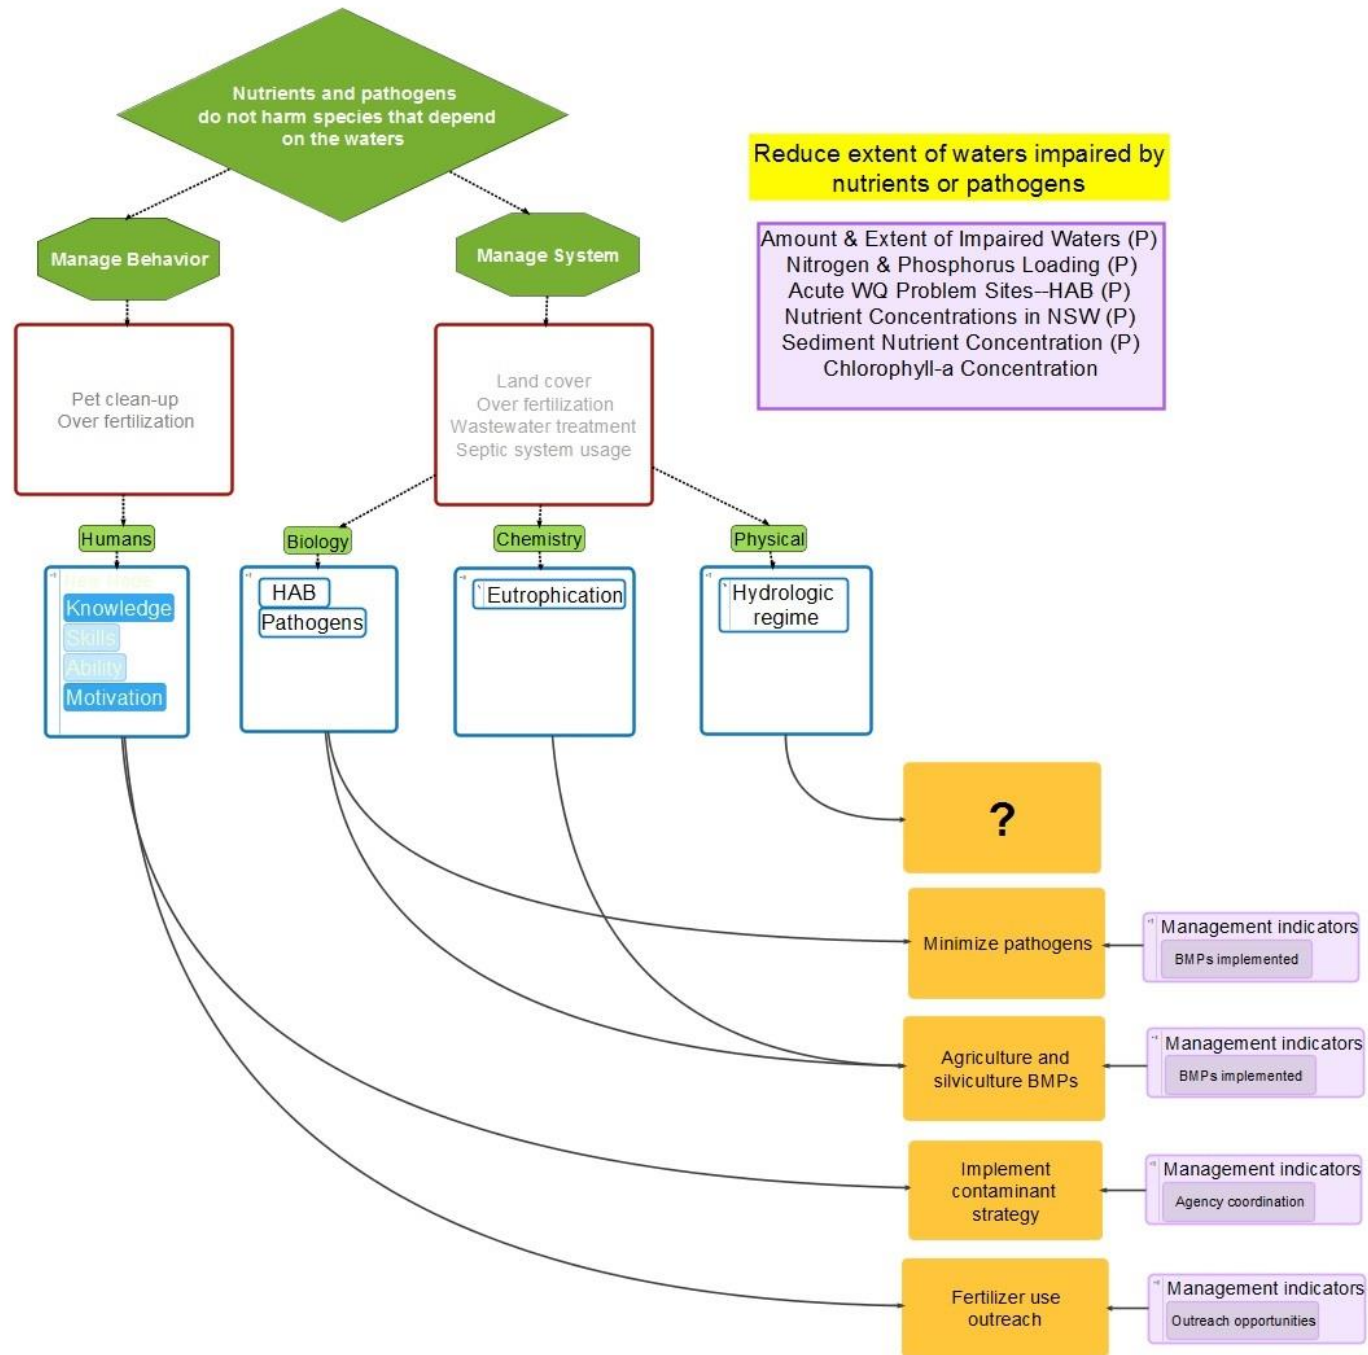 Nutrients and pathogens
do not harm species that depend
on the waters
Reduce extent of waters impaired by
nutrients or pathogens
Manage Behavior
Manage System
Amount & Extent of Impaired Waters (P)
Nitrogen & Phosphorus Loading (P)
Acute WQ Problem Sites--HAB (P)
Nutrient Concentrations in NSW (P)
Sediment Nutrient Concentration (P)
Chlorophyll-a Concentration
Pet clean-up
Over fertilization
Land cover
Over fertilization
Wastewater treatment
Septic system usage
Humans
Biology
Chemistry
Physical
Knowledge
Skills
Ability
Motivation
HAB
Pathogens
Eutrophication
Hydrologic
regime
?
Minimize pathogens
Management indicators
BMPs implemented
Agriculture and
silviculture BMPs
Management indicators
BMPs implemented
Implement
contaminant
strategy
Management indicators
Agency coordination
Fertilizer use
outreach
Management indicators
Outreach opportunities